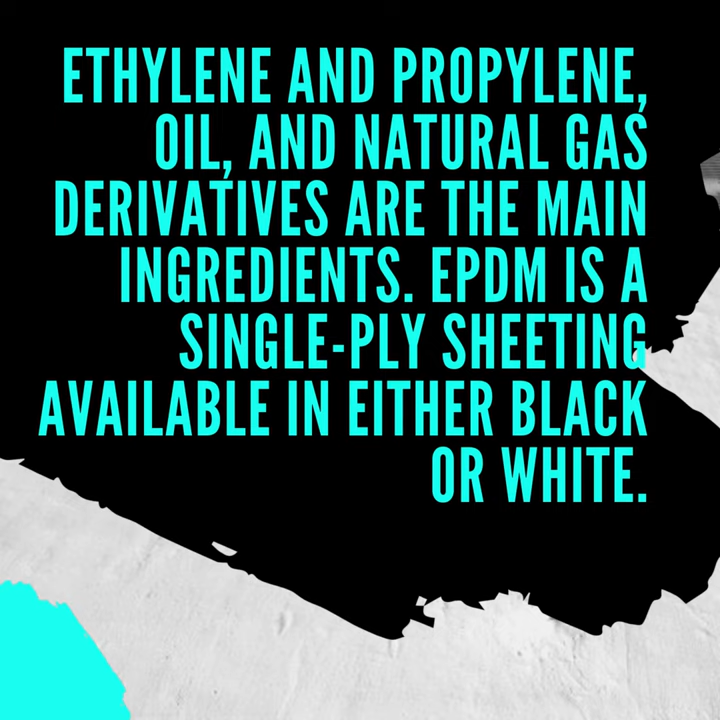 ETHYLENE AND PROPYLENE,
OIL, AND NATURAL GAS
DERIVATIVES ARE THE MAIN
INGREDIENTS. EPDM IS A
SINGLE-PLY SHEETING
AVAILABLE IN EITHER BLACK
OR WHITE.